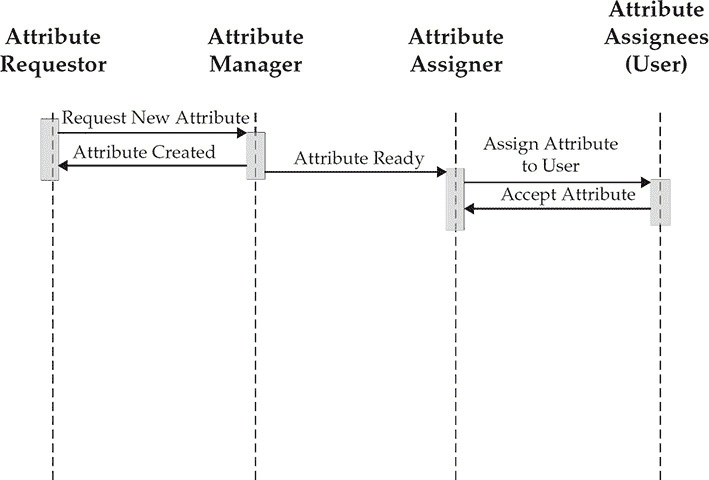 Attribute
Requestor
Attribute
Manager
Attribute
Assigner
Attribute
Assignees
(User)
Request New Attribute
Attribute Created
Attribute Ready
Assign Attribute
to User
Accept Attribute